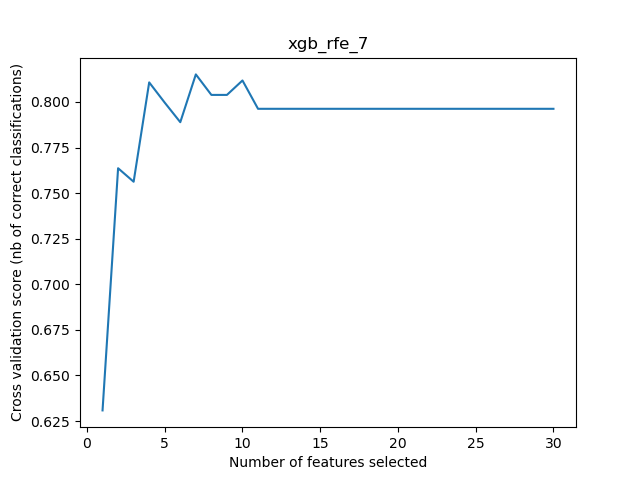 xgb_rfe_7
Cross validation score (nb of correct classifications)
0.800
0.775
0.750
0.725
0.700
0.675
0.650
0.625
0 5 10 15 20 25 30
Number of features selected